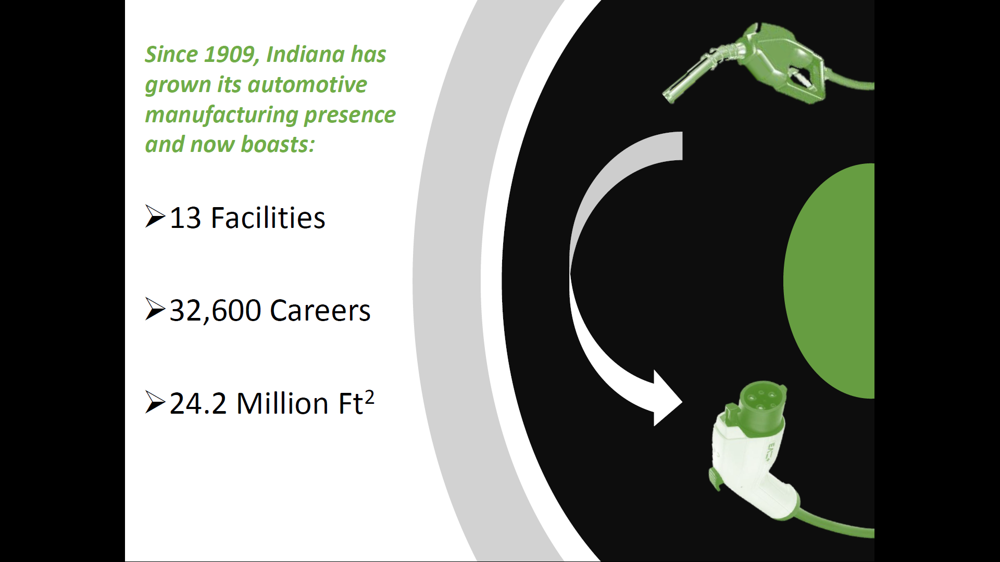 Since 1909, Indiana has
grown its automotive
manufacturing presence
and now boasts:
➢13 Facilities
➢32,600 Careers
➢24.2 Million Ft²